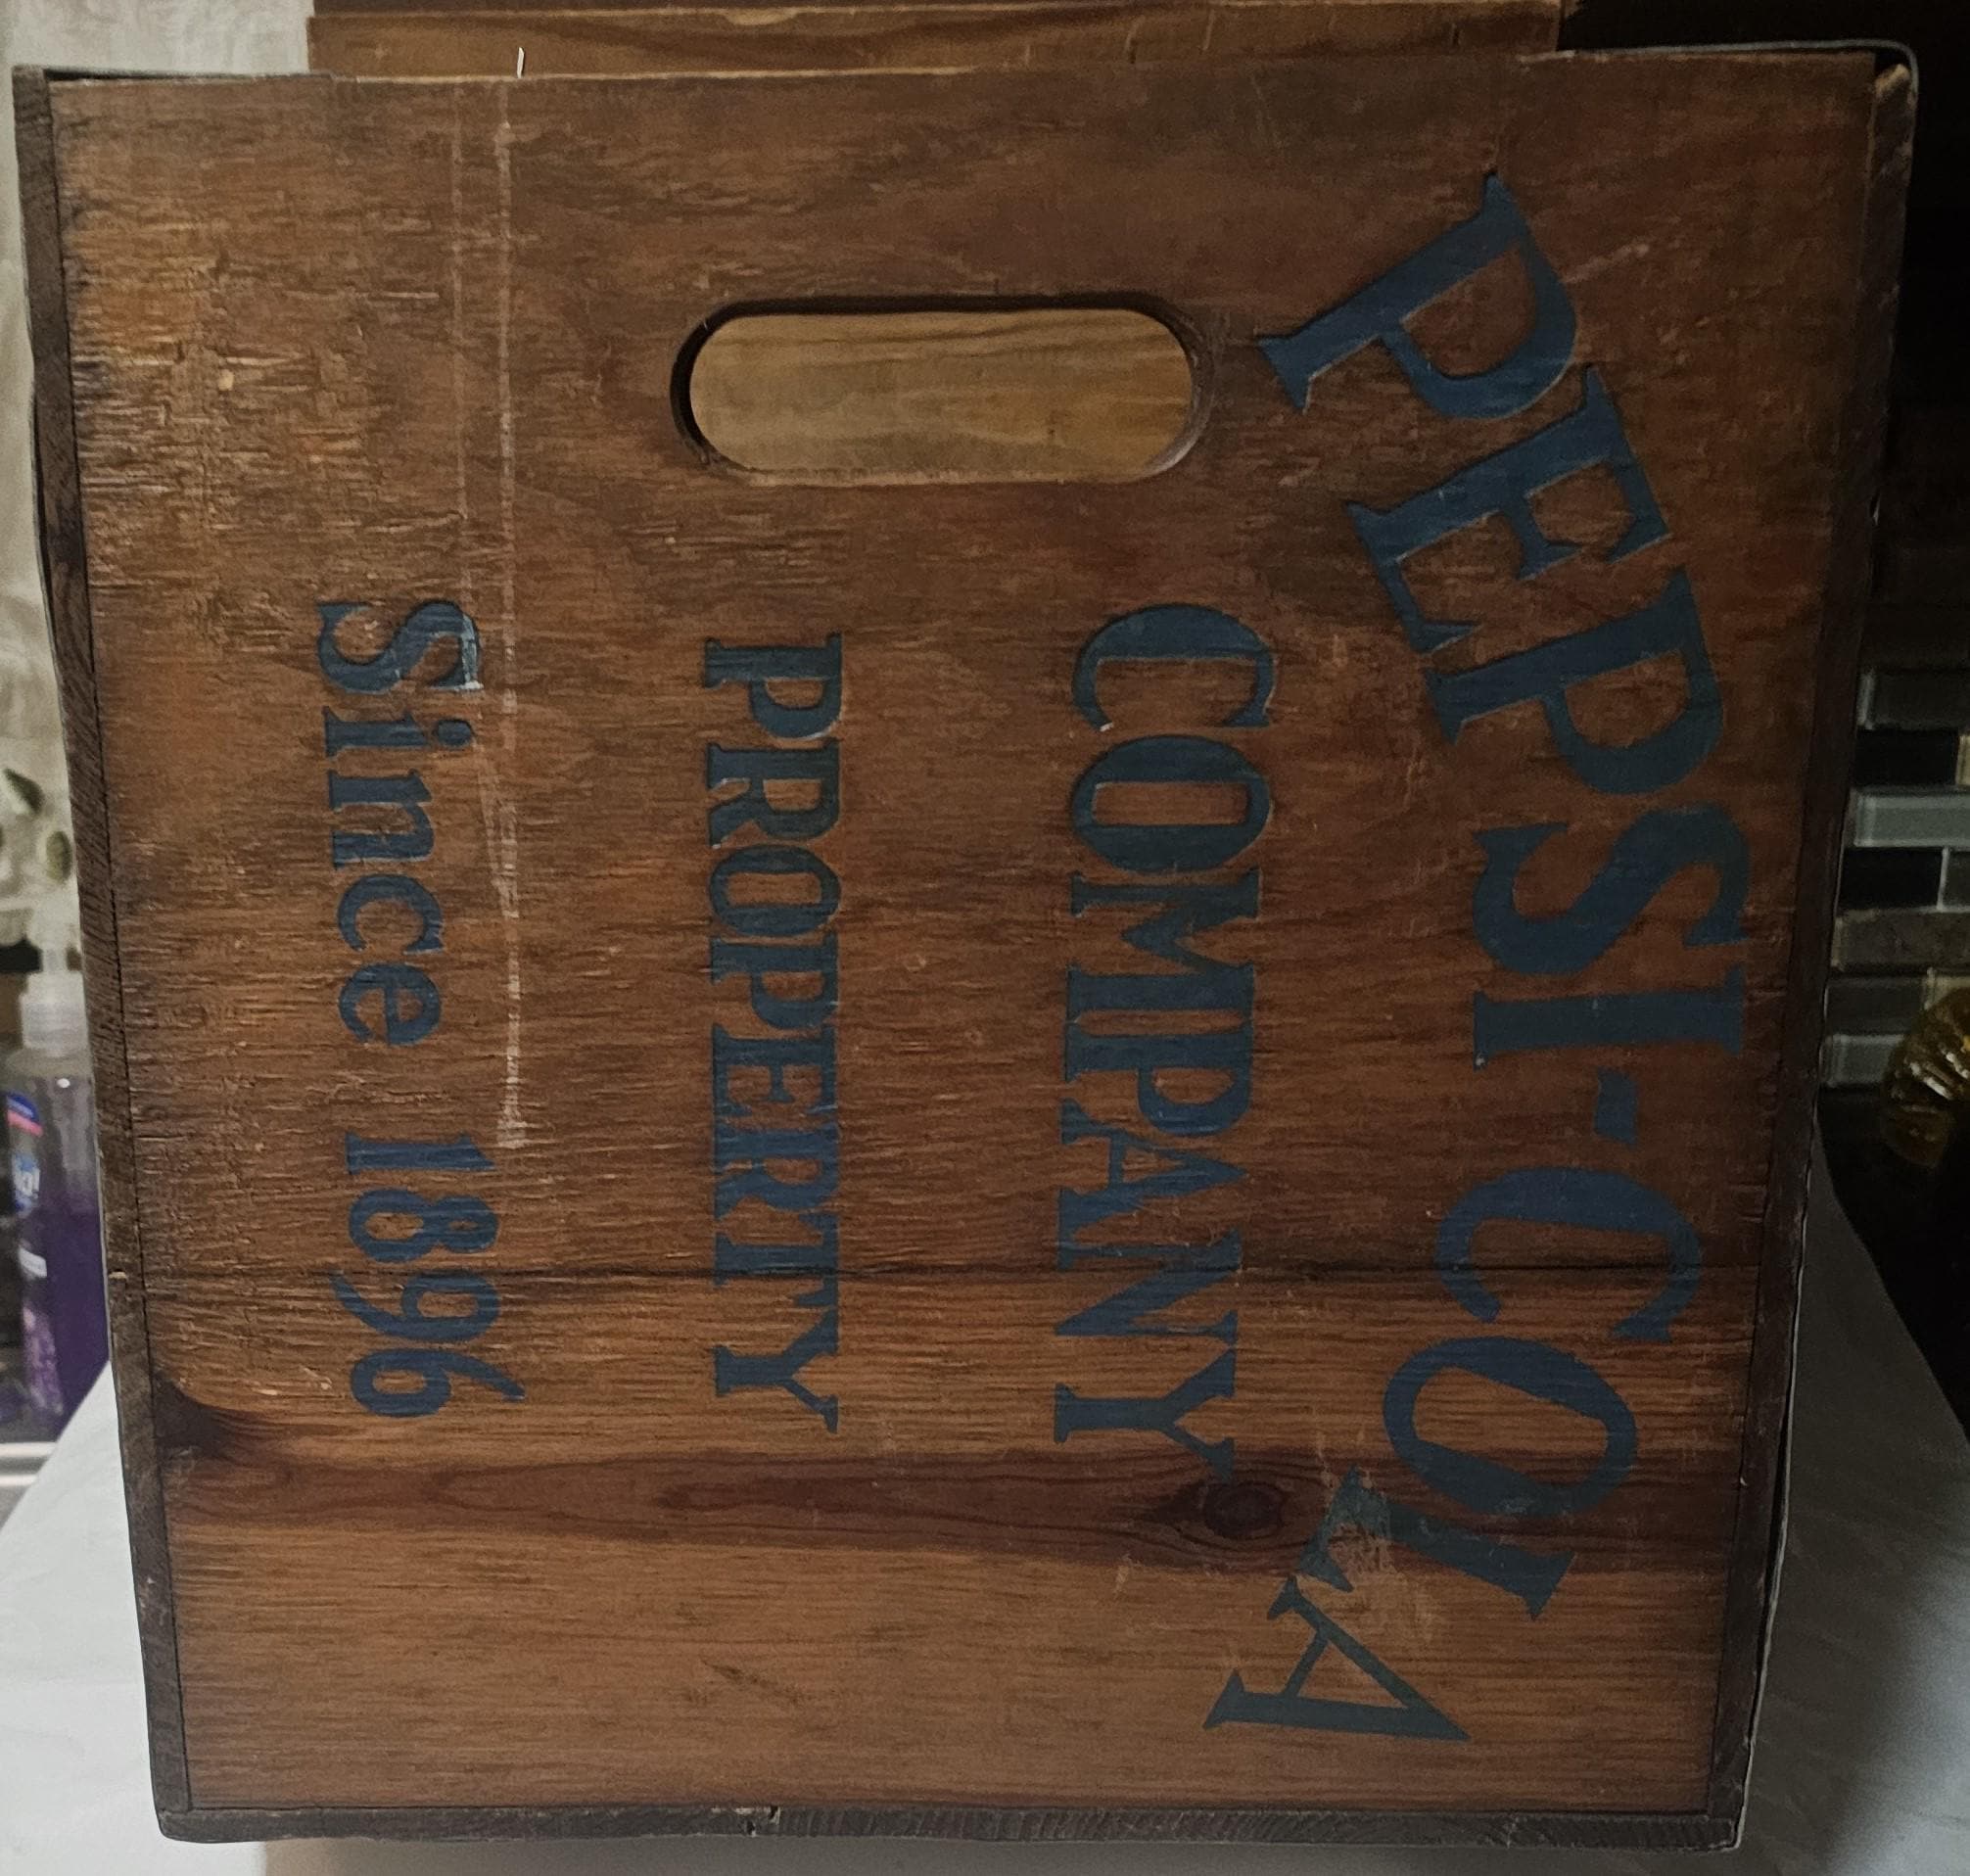 PEPSI-COLA
COMPANY
PROPERTY
Since 1896